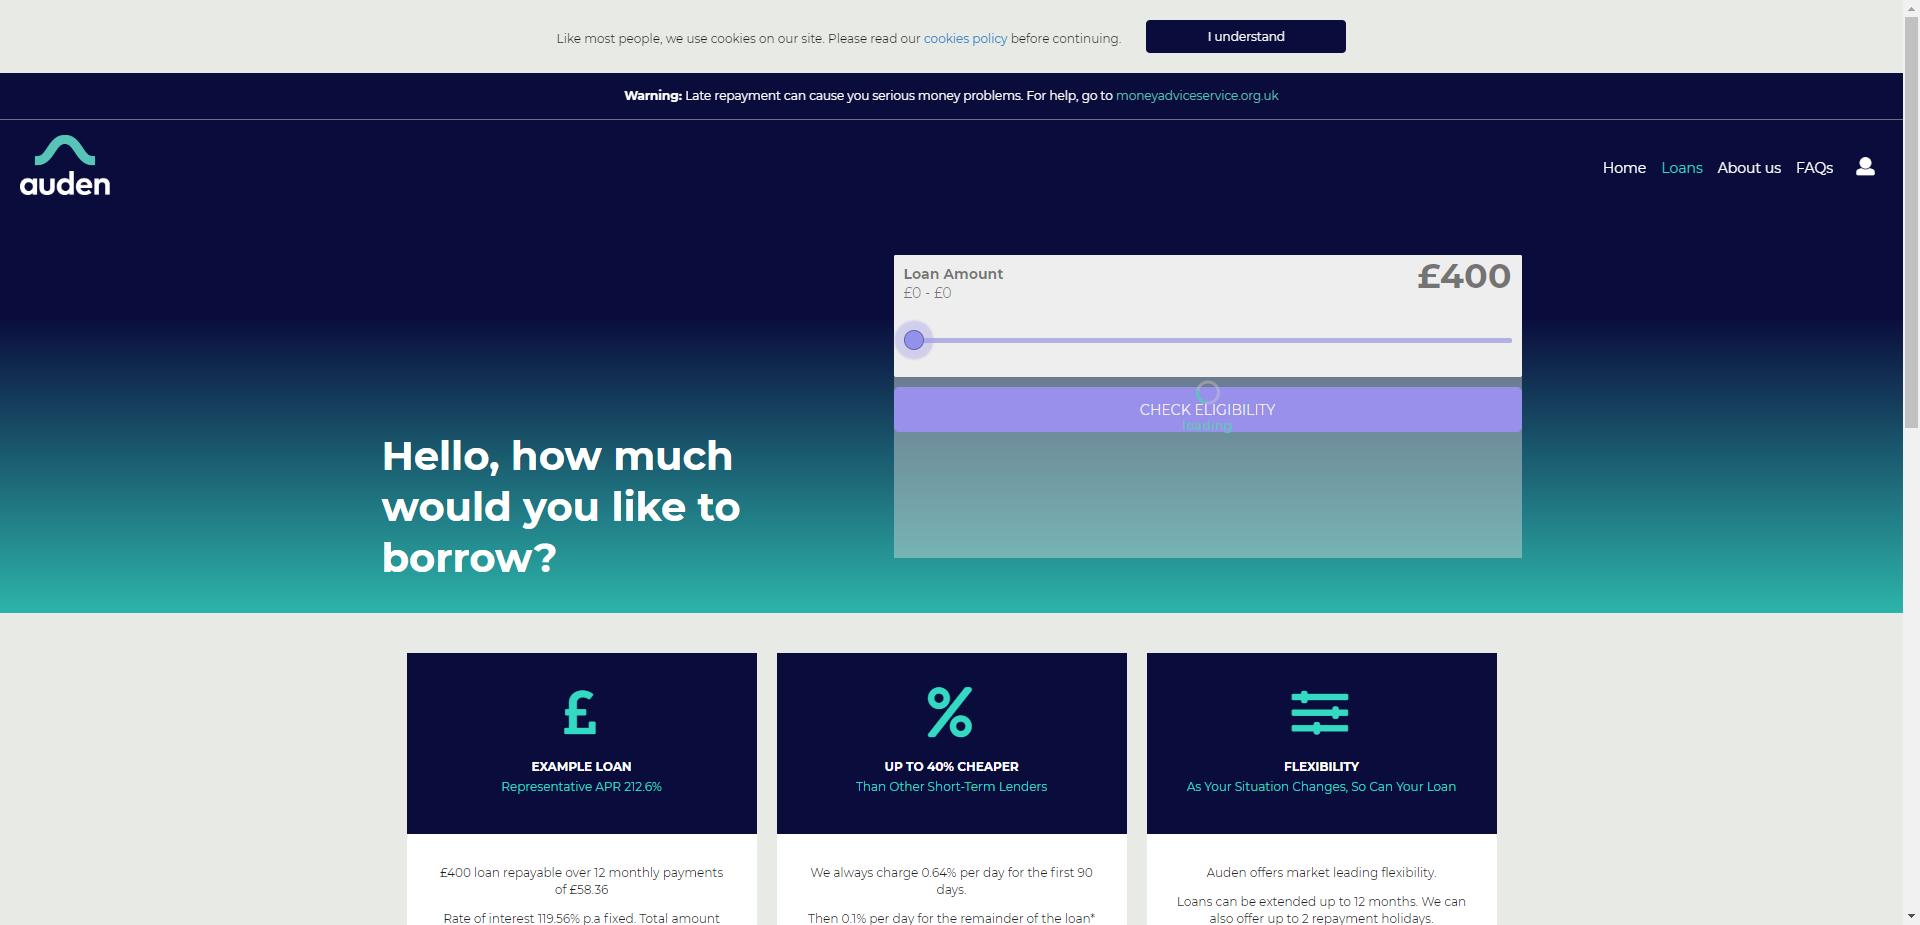 Like most people, we use cookies on our site. Please read our cookies policy before continuing.
I understand
Warning: Late repayment can cause you serious money problems. For help, go to moneyadviceservice.org.uk
auden
Home Loans About us FAQs
Loan Amount
£400
£0 - £0
CHECK ELIGIBILITY
loading
Hello, how much
would you like to
borrow?
£
EXAMPLE LOAN
Representative APR 212.6%
£400 loan repayable over 12 monthly payments
of £58.36
Rate of interest 119.56% p.a fixed. Total amount
%
UP TO 40% CHEAPER
Than Other Short-Term Lenders
We always charge 0.64% per day for the first 90
days.
Then 0.1% per day for the remainder of the loan*
FLEXIBILITY
As Your Situation Changes, So Can Your Loan
Auden offers market leading flexibility.
Loans can be extended up to 12 months. We can
also offer up to 2 repayment holidays.